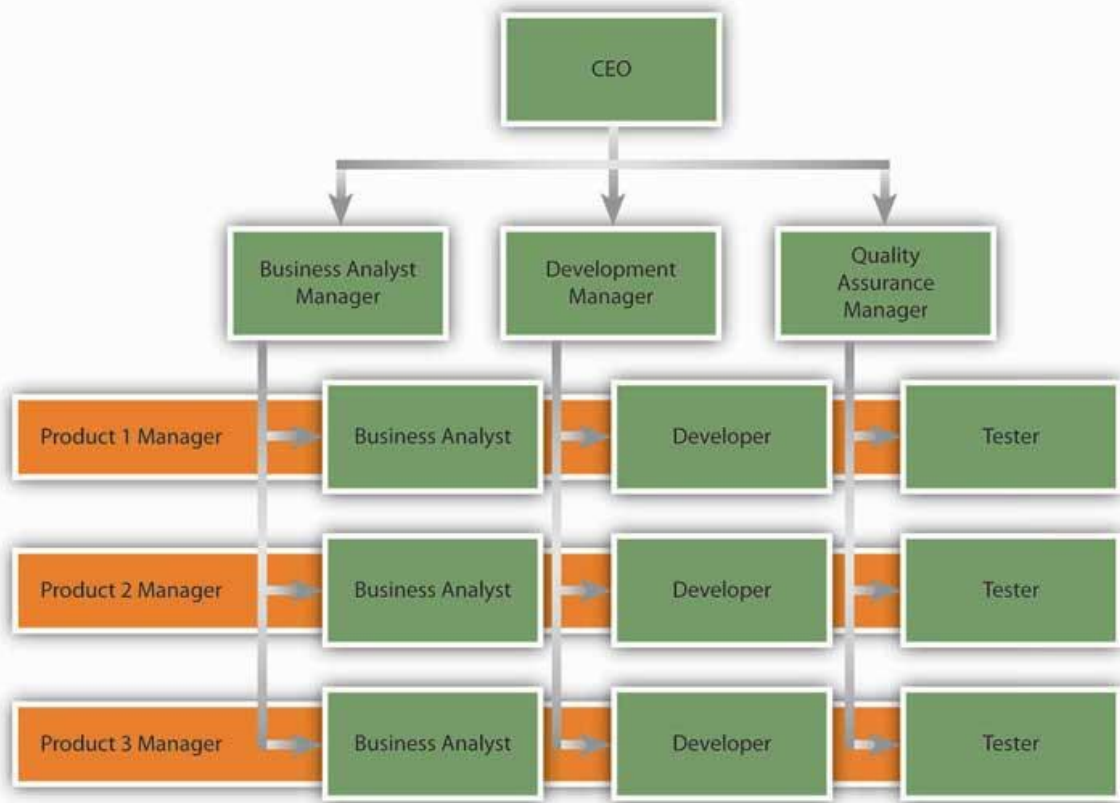 CEO
Business Analyst
Manager
Development
Manager
Quality
Assurance
Manager
Product 1 Manager
Business Analyst
Developer
Tester
Product 2 Manager
Business Analyst
Developer
Tester
Product 3 Manager
Business Analyst
Developer
Tester